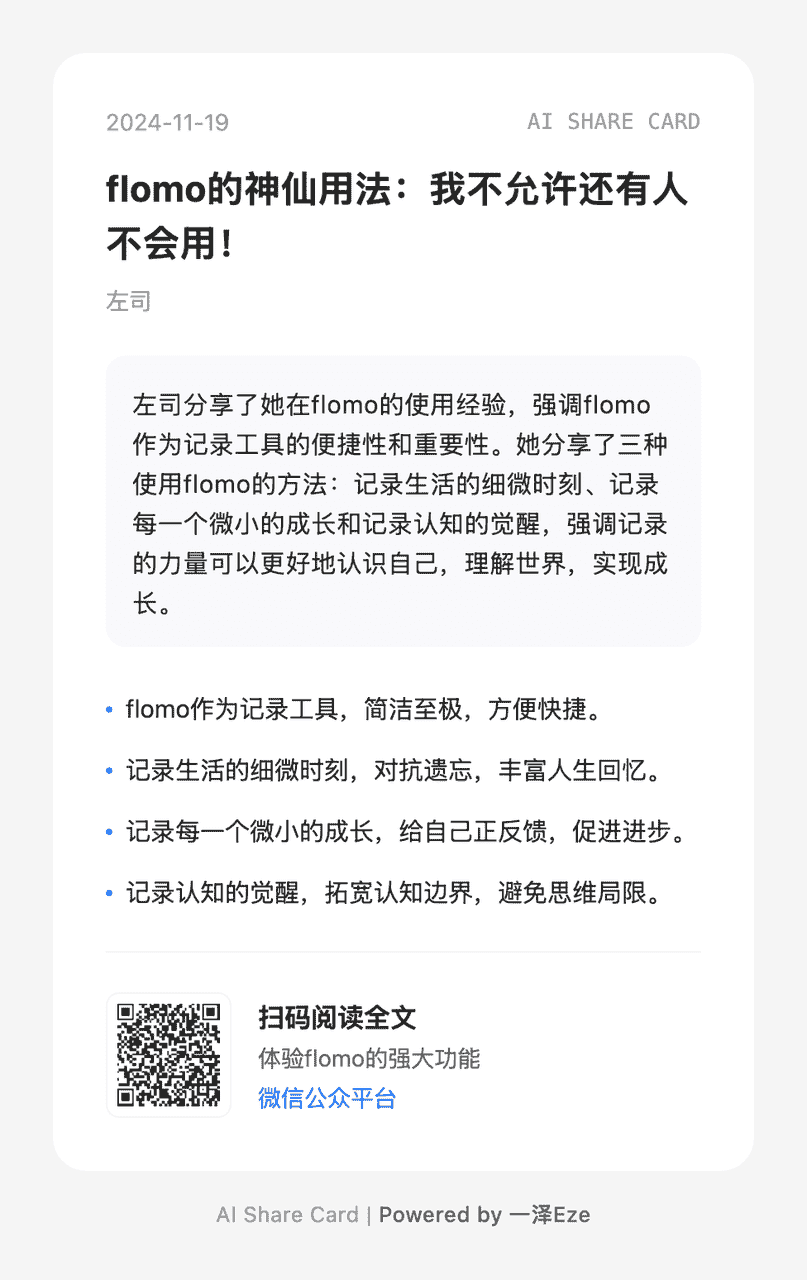 2024-11-19
AI SHARE CARD
flomo的神仙用法：我不允许还有人
不会用！
左司
左司分享了她在flomo的使用经验，强调flomo
作为记录工具的便捷性和重要性。她分享了三种
使用flomo的方法：记录生活的细微时刻、记录
每一个微小的成长和记录认知的觉醒，强调记录
的力量可以更好地认识自己，理解世界，实现成
长。
• flomo作为记录工具，简洁至极，方便快捷。
• 记录生活的细微时刻，对抗遗忘，丰富人生回忆。
• 记录每一个微小的成长，给自己正反馈，促进进步。
• 记录认知的觉醒，拓宽认知边界，避免思维局限。
扫码阅读全文
体验flomo的强大功能
微信公众平台
AI Share Card | Powered by 一泽Eze